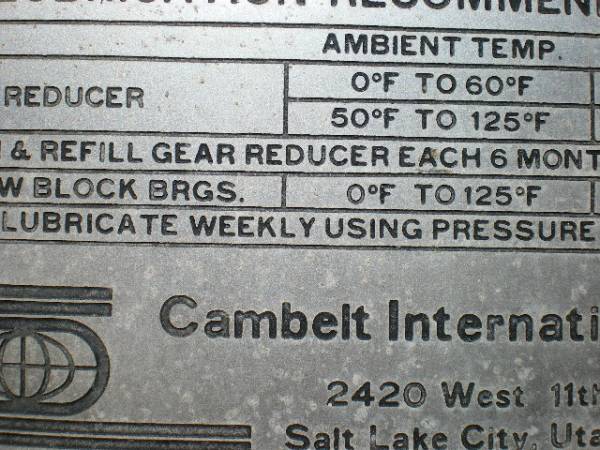 AMBIENT TEMP.
REDUCER 0°F TO 60°F
50°F TO 125°F
& REFILL GEAR REDUCER EACH 6 MONT
W BLOCK BRGS. 0°F TO 125°F
LUBRICATE WEEKLY USING PRESSURE
Cambelt Internati
2420 West 11th
Salt Lake City, Uta